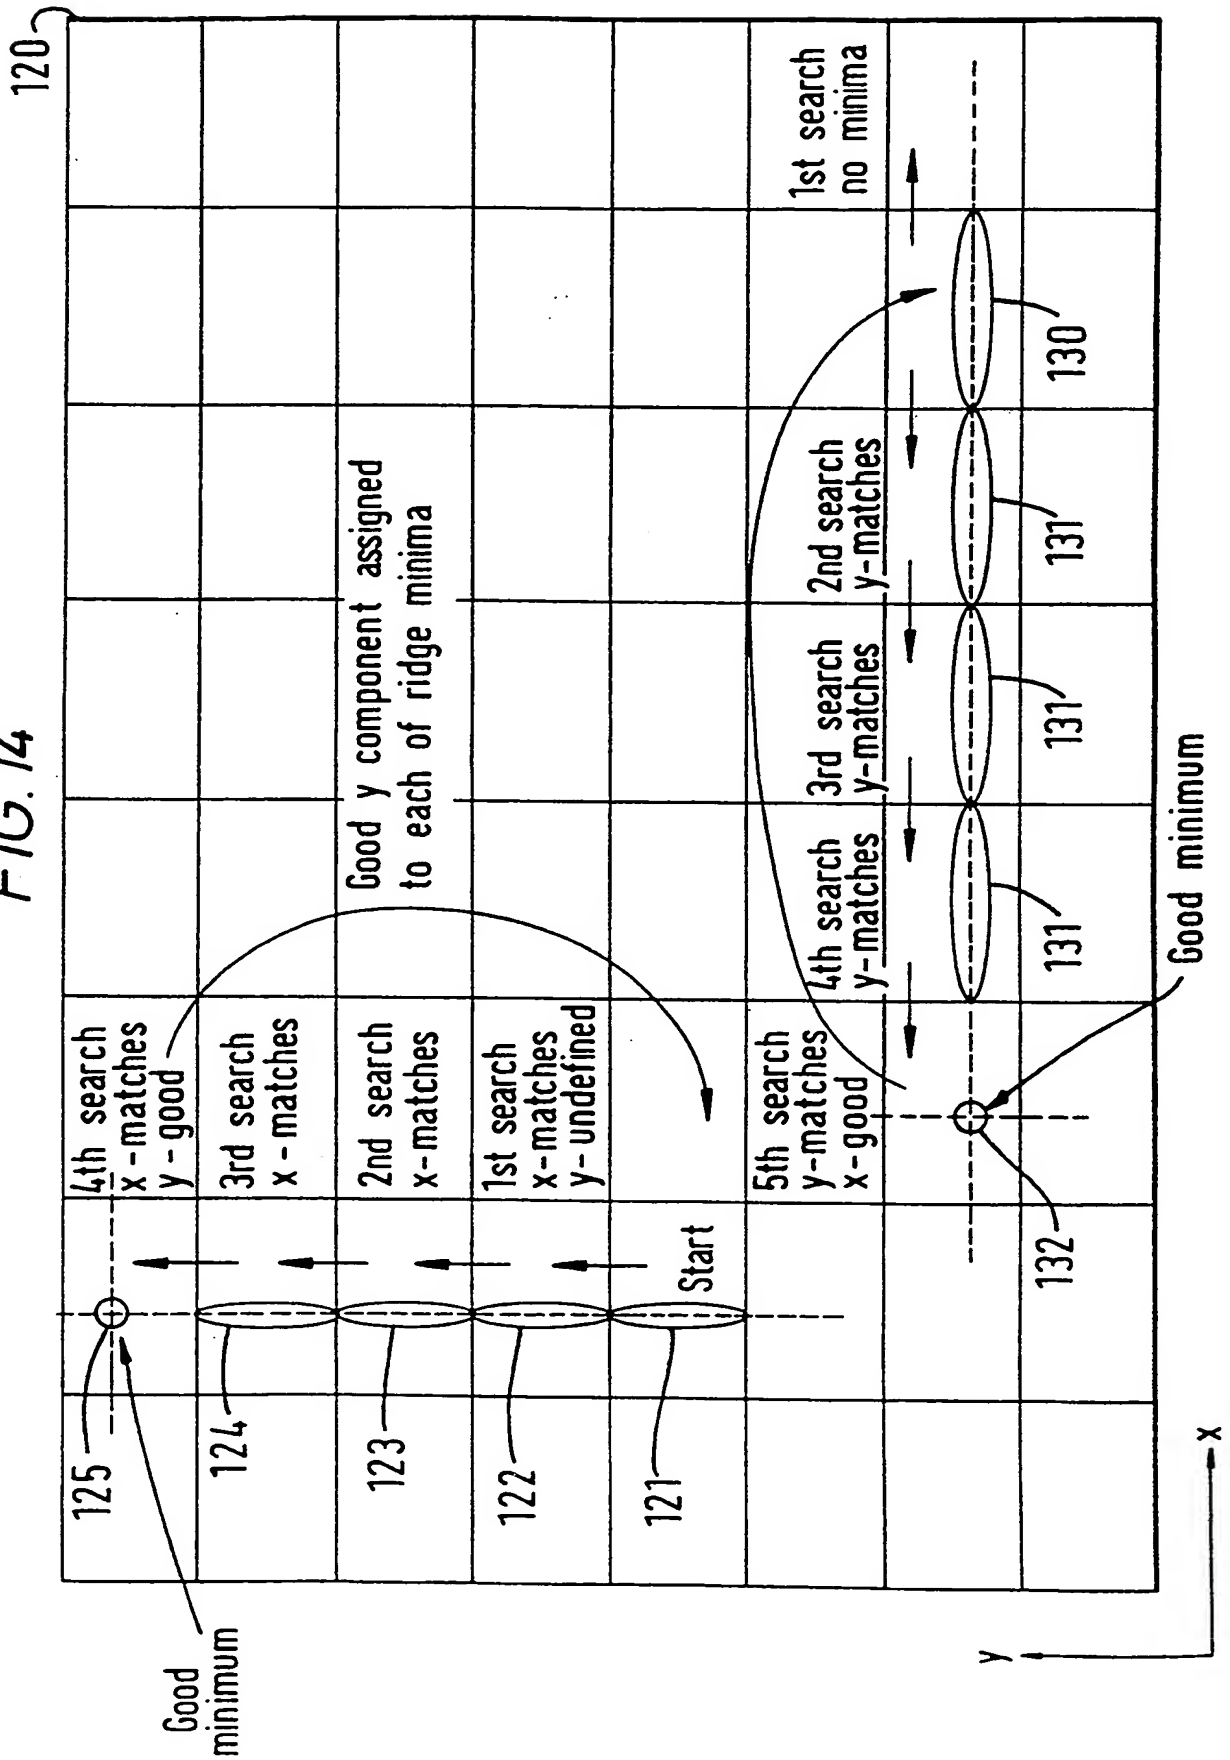 FIG. 14
120
Good
minimum
125
124
123
122
121
4th search
x-matches
y-good
3rd search
x-matches
2nd search
x-matches
1st search
x-matches
y-undefined
Start
Good y component assigned
to each of ridge minima
5th search
y-matches
x-good
4th search
y-matches
3rd search
y-matches
2nd search
y-matches
1st search
no minima
132
131
131
131
130
Good minimum
y
x